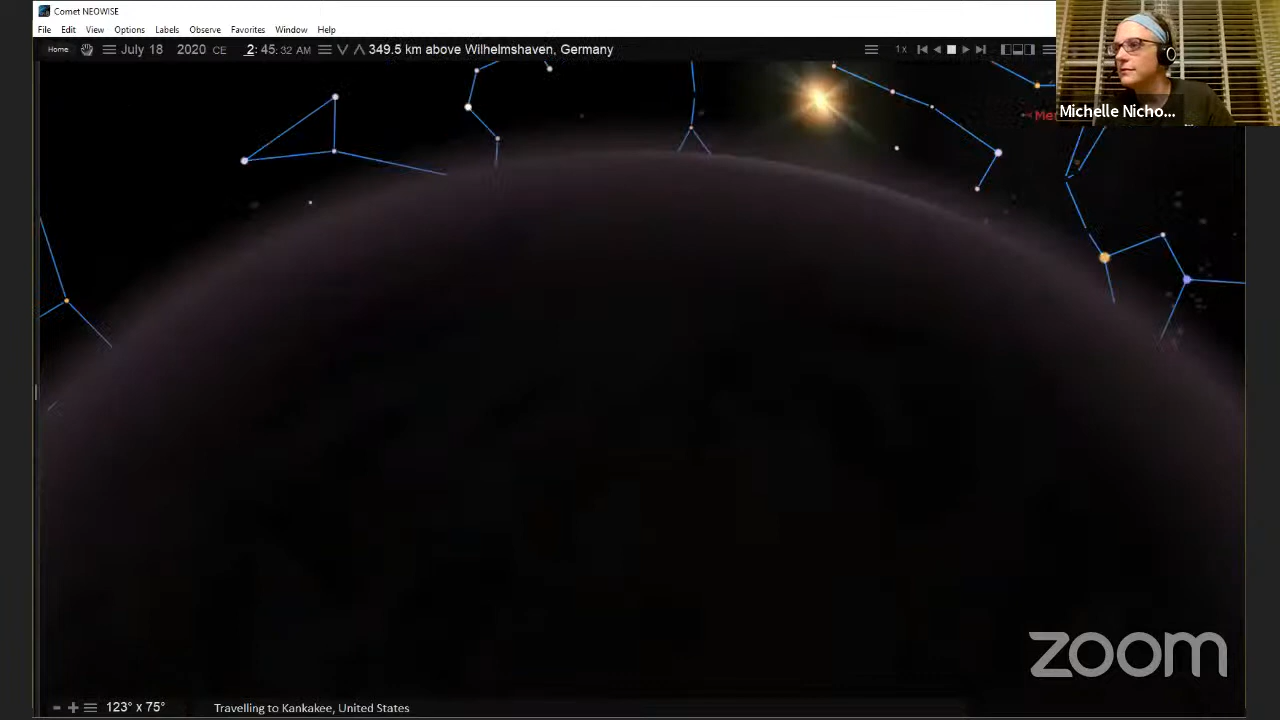 Comet NEOWISE
File Edit View Options Labels Observe Favorites Window Help
Home July 18 2020 CE 2:45:32 AM 349.5 km above Wilhelmshaven, Germany 1x
Me
Michelle Nicho...
zoom
123° x 75° Travelling to Kankakee, United States